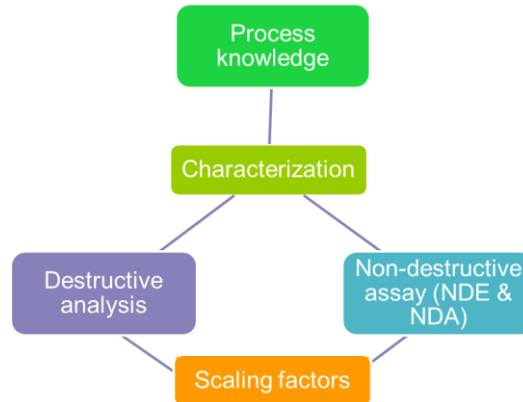 Process
knowledge
Characterization
Destructive
analysis
Non-destructive
assay (NDE &
NDA)
Scaling factors